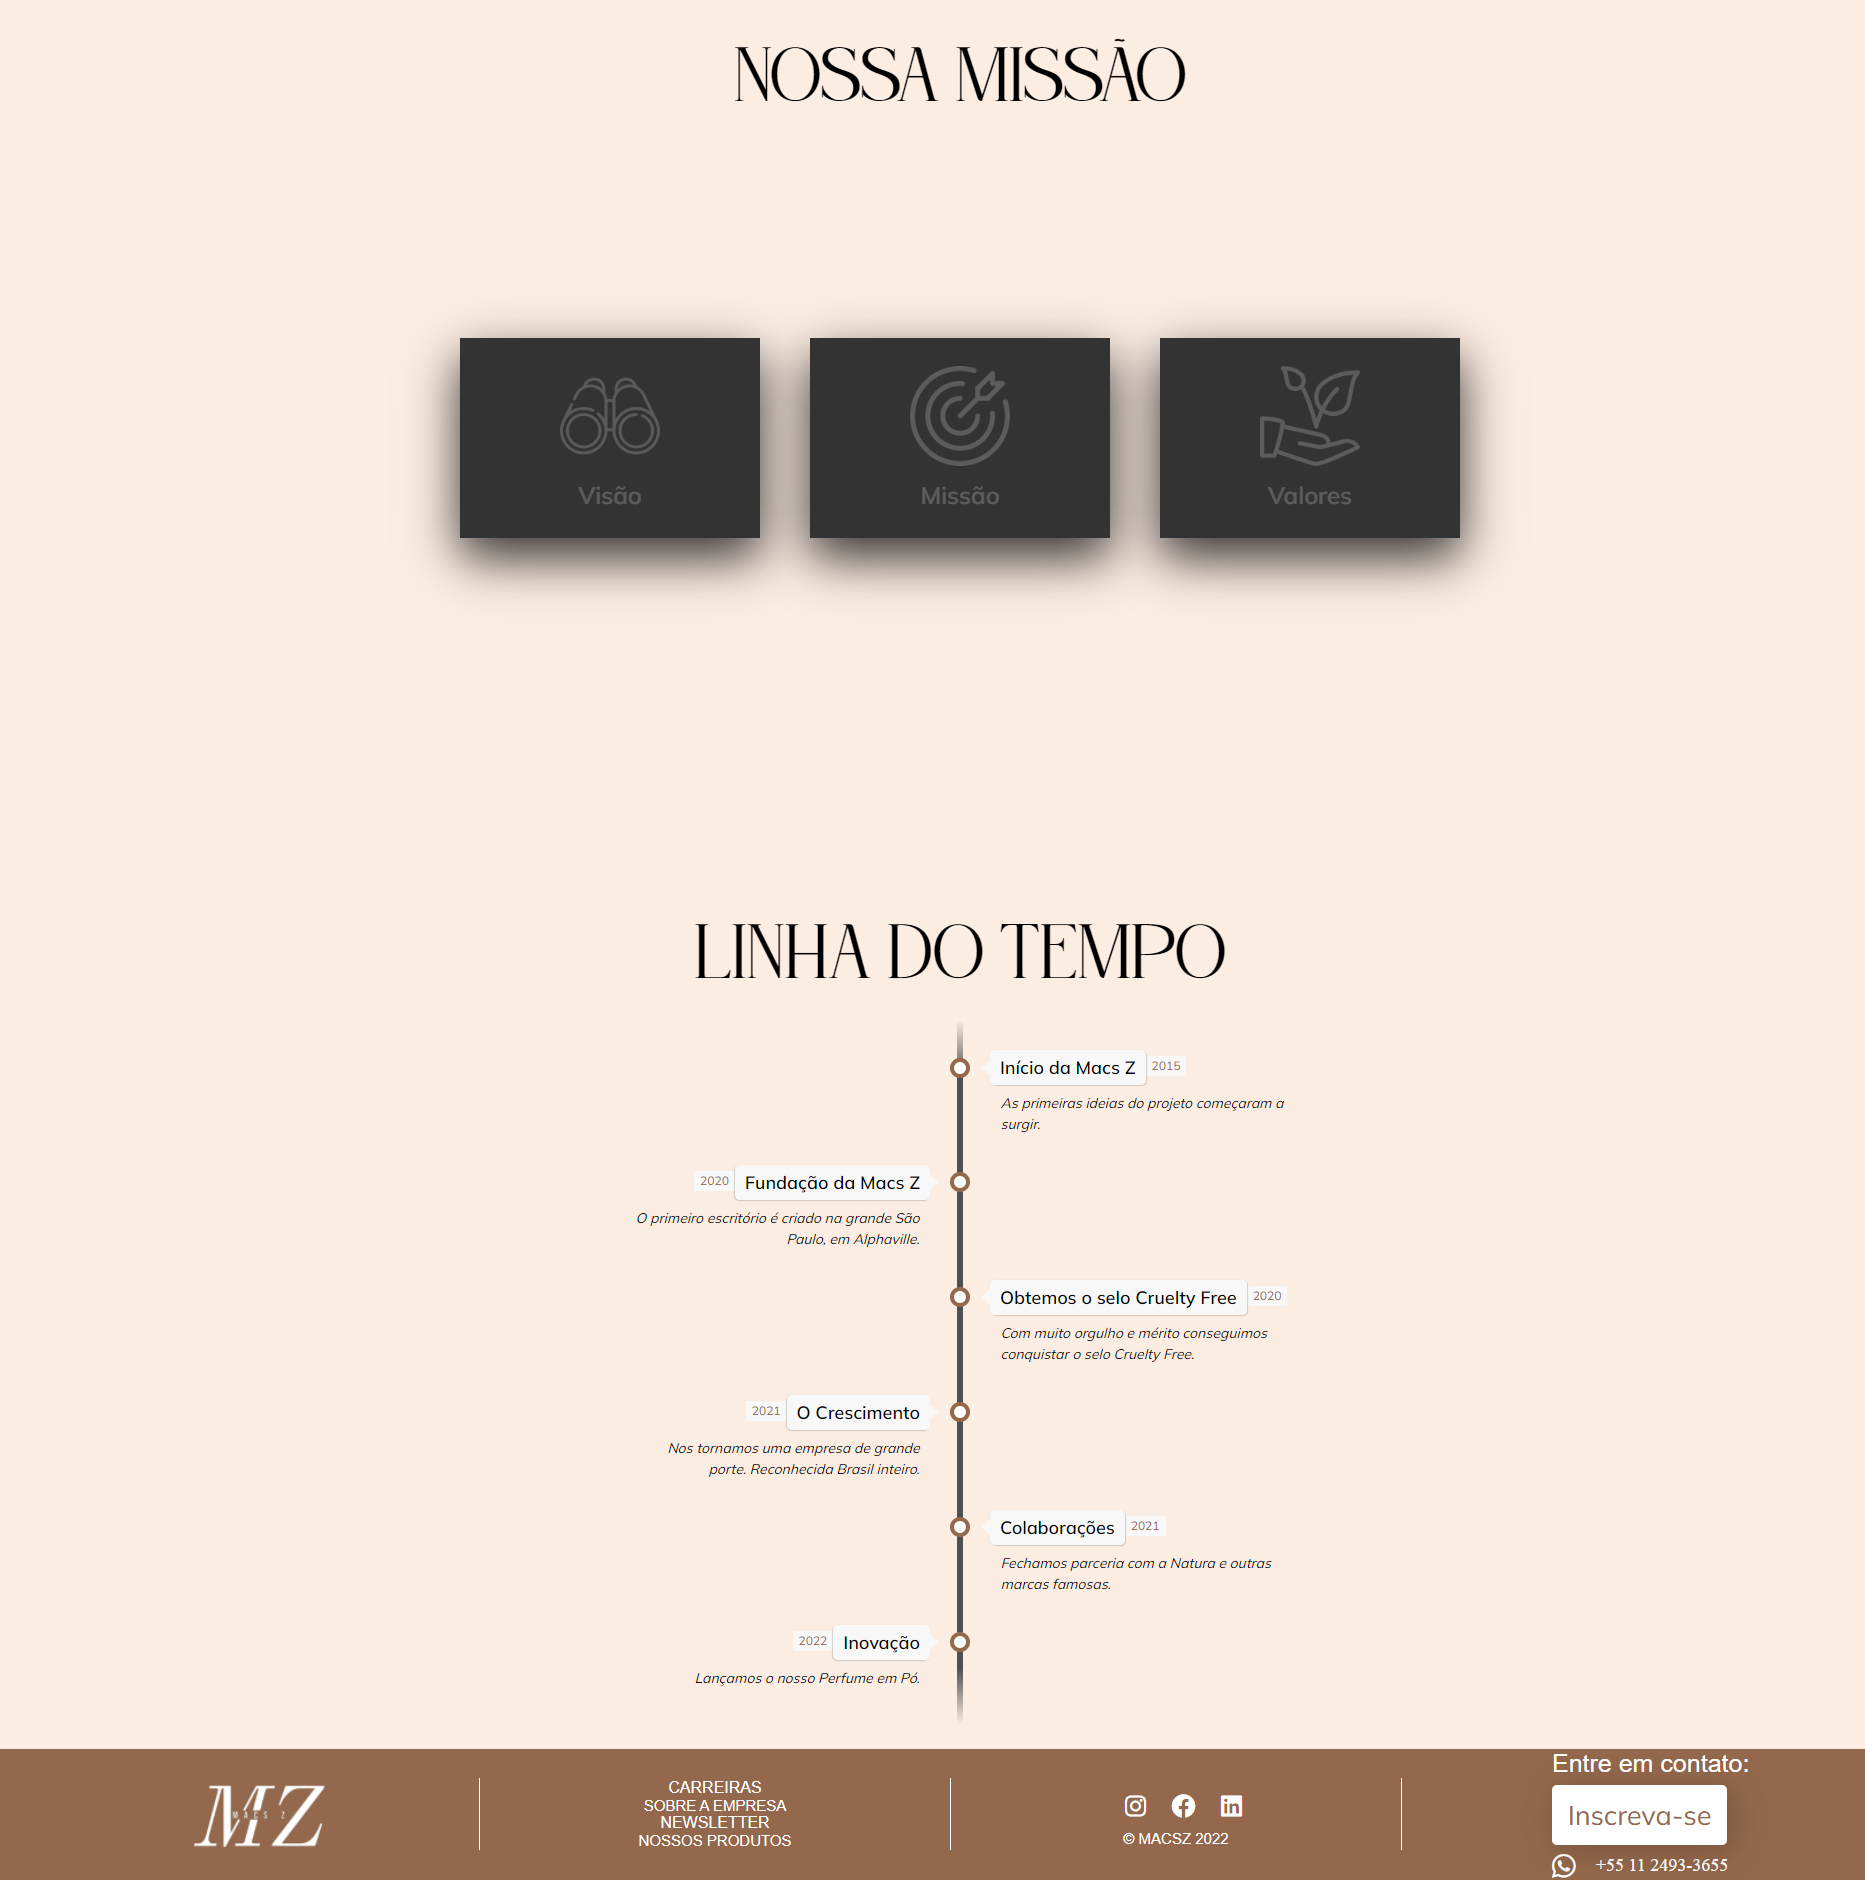 NOSSA MISSÃO
Visão
Missão
Valores
LINHA DO TEMPO
Início da Macs Z 2015
As primeiras ideias do projeto começaram a
surgir.
2020 Fundação da Macs Z
O primeiro escritório é criado na grande São
Paulo, em Alphaville.
Obtemos o selo Cruelty Free 2020
Com muito orgulho e mérito conseguimos
conquistar o selo Cruelty Free.
2021 O Crescimento
Nos tornamos uma empresa de grande
porte. Reconhecida Brasil inteiro.
Colaborações 2021
Fechamos parceria com a Natura e outras
marcas famosas.
2022 Inovação
Lançamos o nosso Perfume em Pó.
MZ
MACS Z
CARREIRAS
SOBRE A EMPRESA
NEWSLETTER
NOSSOS PRODUTOS
© MACSZ 2022
Entre em contato:
Inscreva-se
+55 11 2493-3655